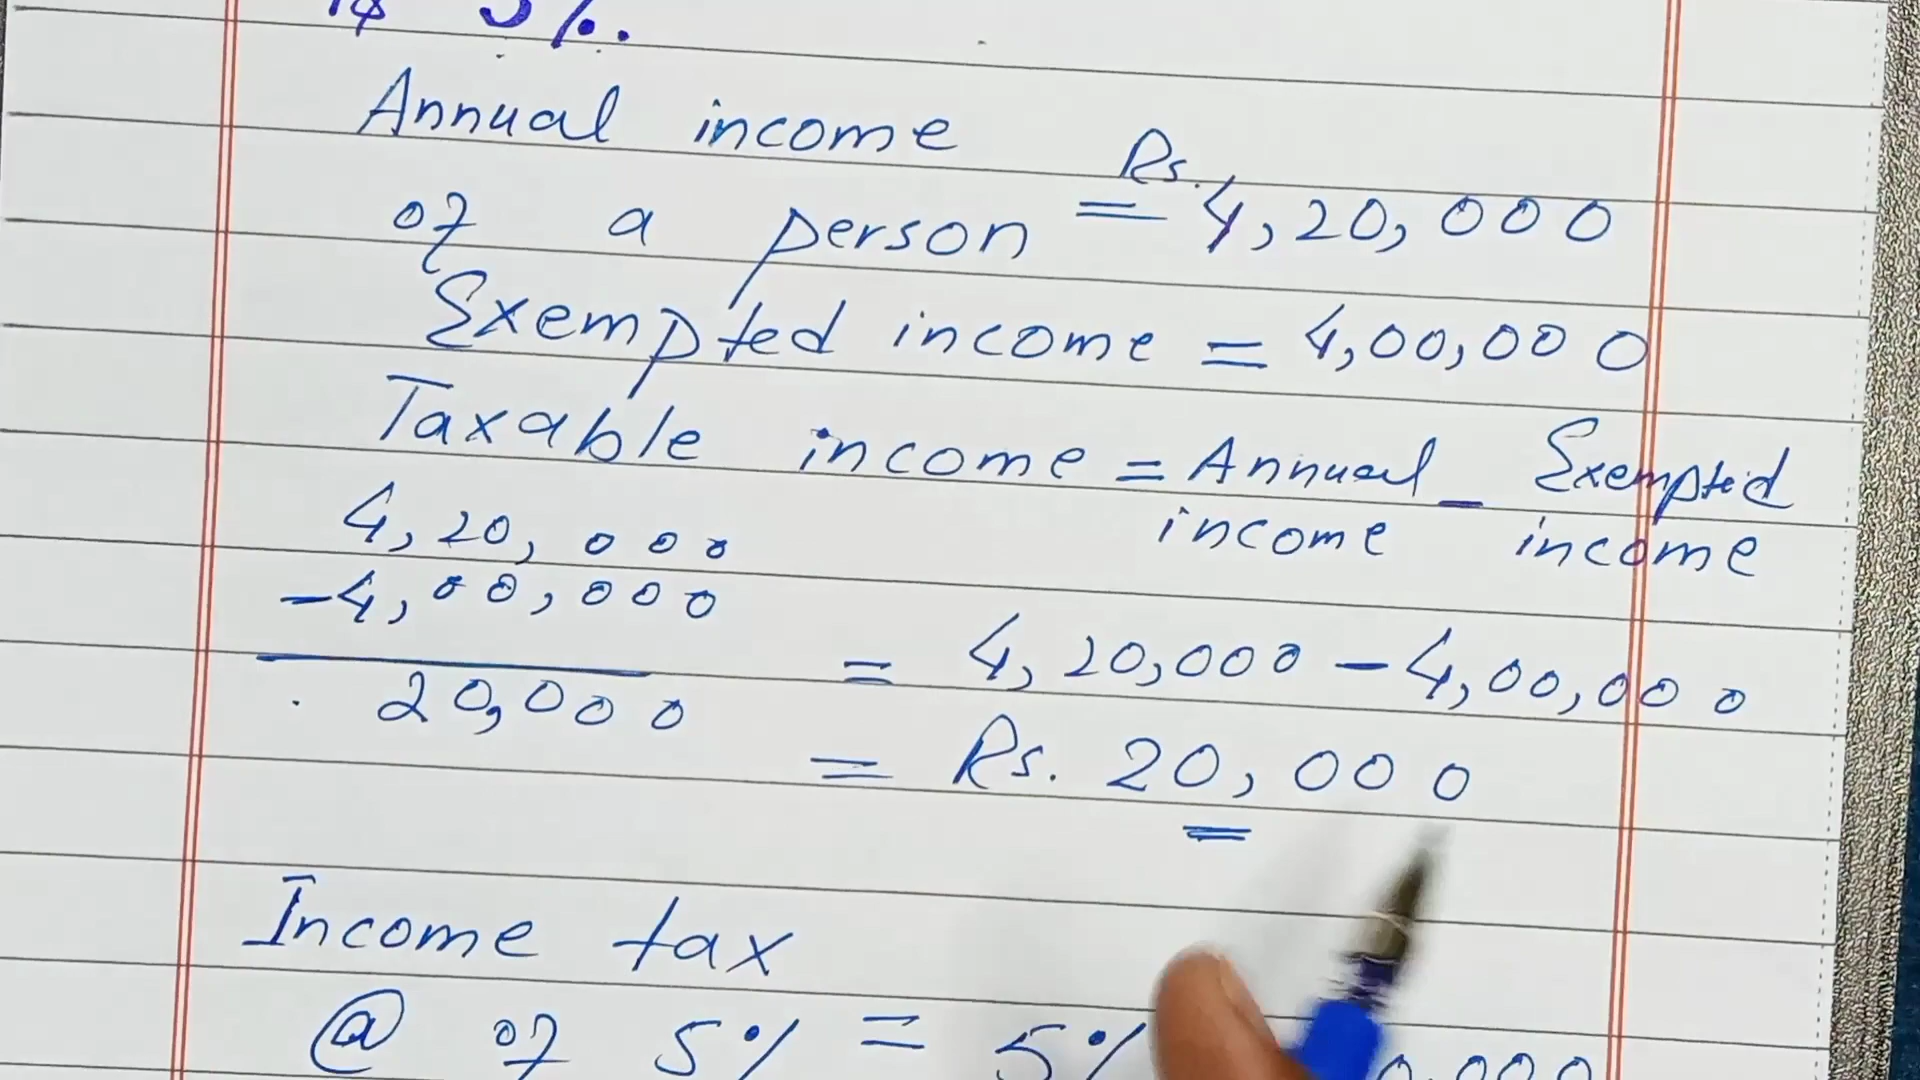 is 5%.
Annual income
of a person = Rs. 4,20,000
Exempted income = 4,00,000
Taxable income = Annual income - Exempted income
4,20,000
-4,00,000
20,000
= 4,20,000 - 4,00,000
= Rs. 20,000
Income tax
@ of 5% = 5%